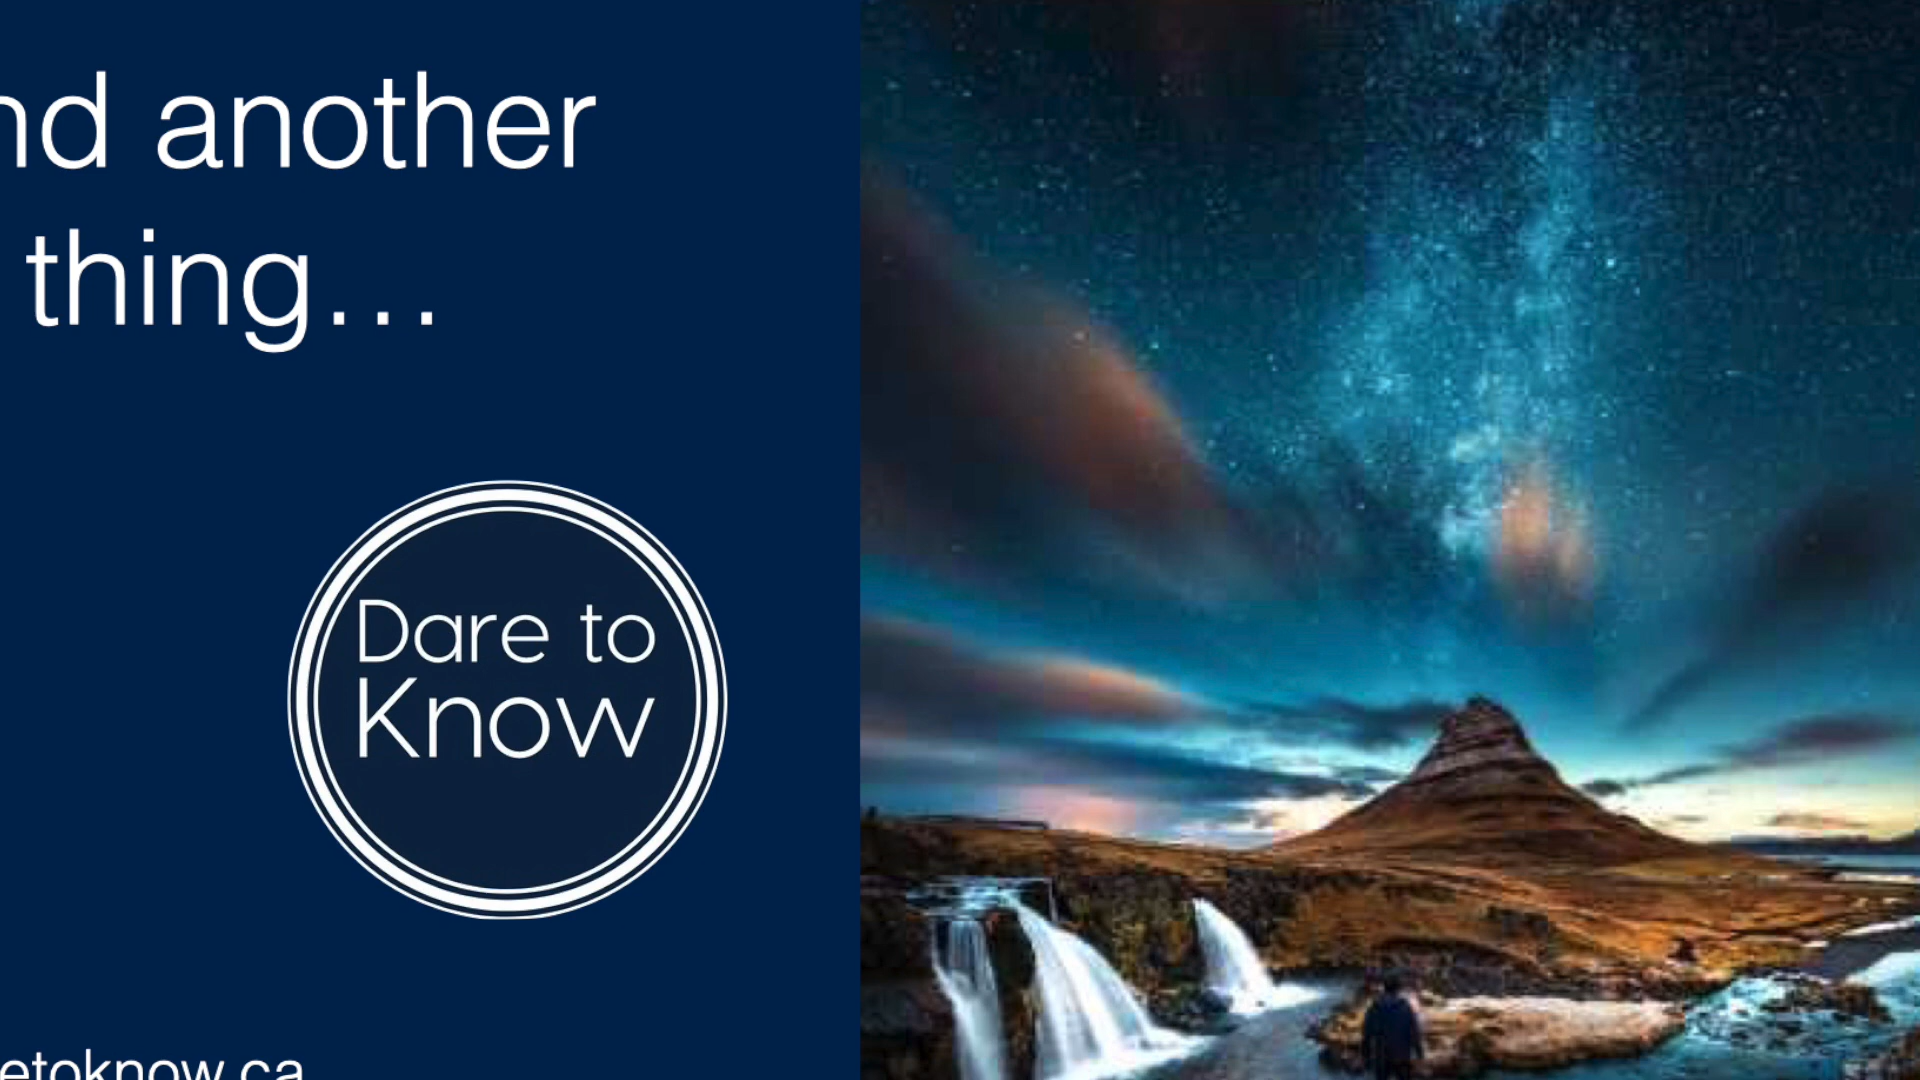 nd another
thing…
Dare to
Know
etoknow.ca